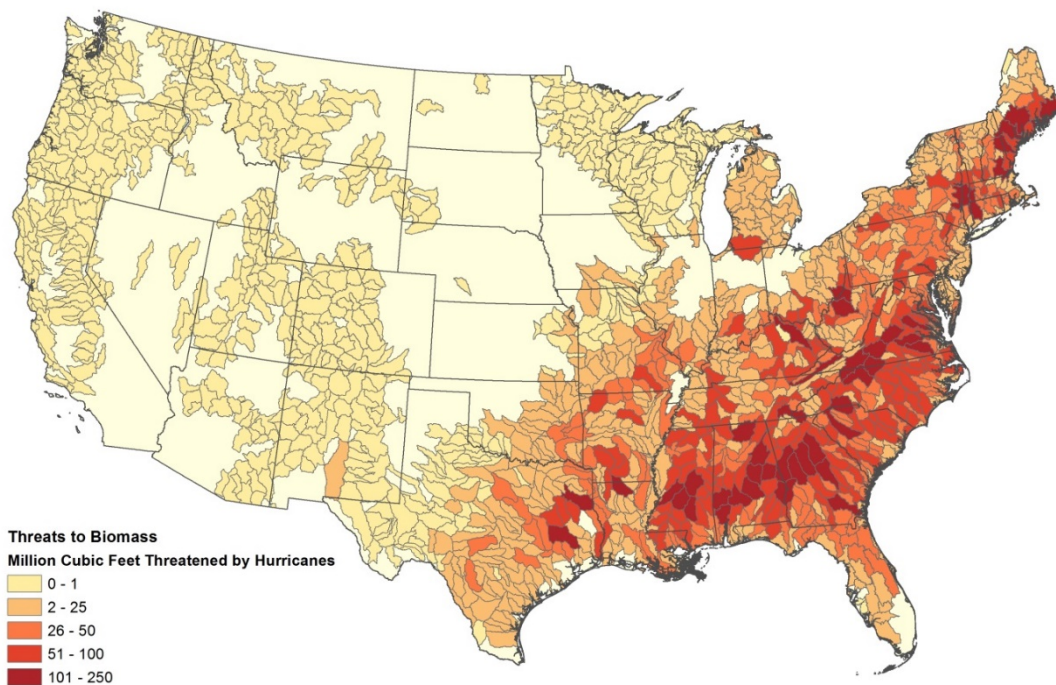 Threats to Biomass
Million Cubic Feet Threatened by Hurricanes
0 - 1
2 - 25
26 - 50
51 - 100
101 - 250